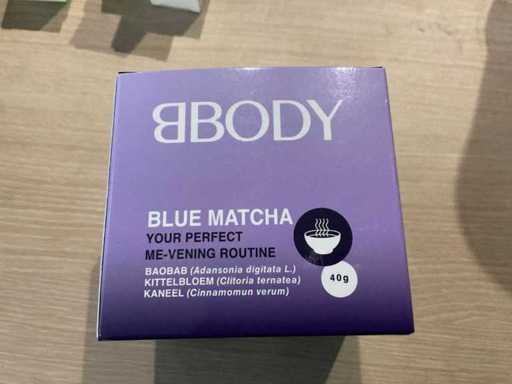 BBODY
BLUE MATCHA
YOUR PERFECT
ME-VENING ROUTINE
BAOBAB (Adansonia digitata L.)
KITTELBLOEM (Clitoria ternatea)
KANEEL (Cinnamomun verum)
40g